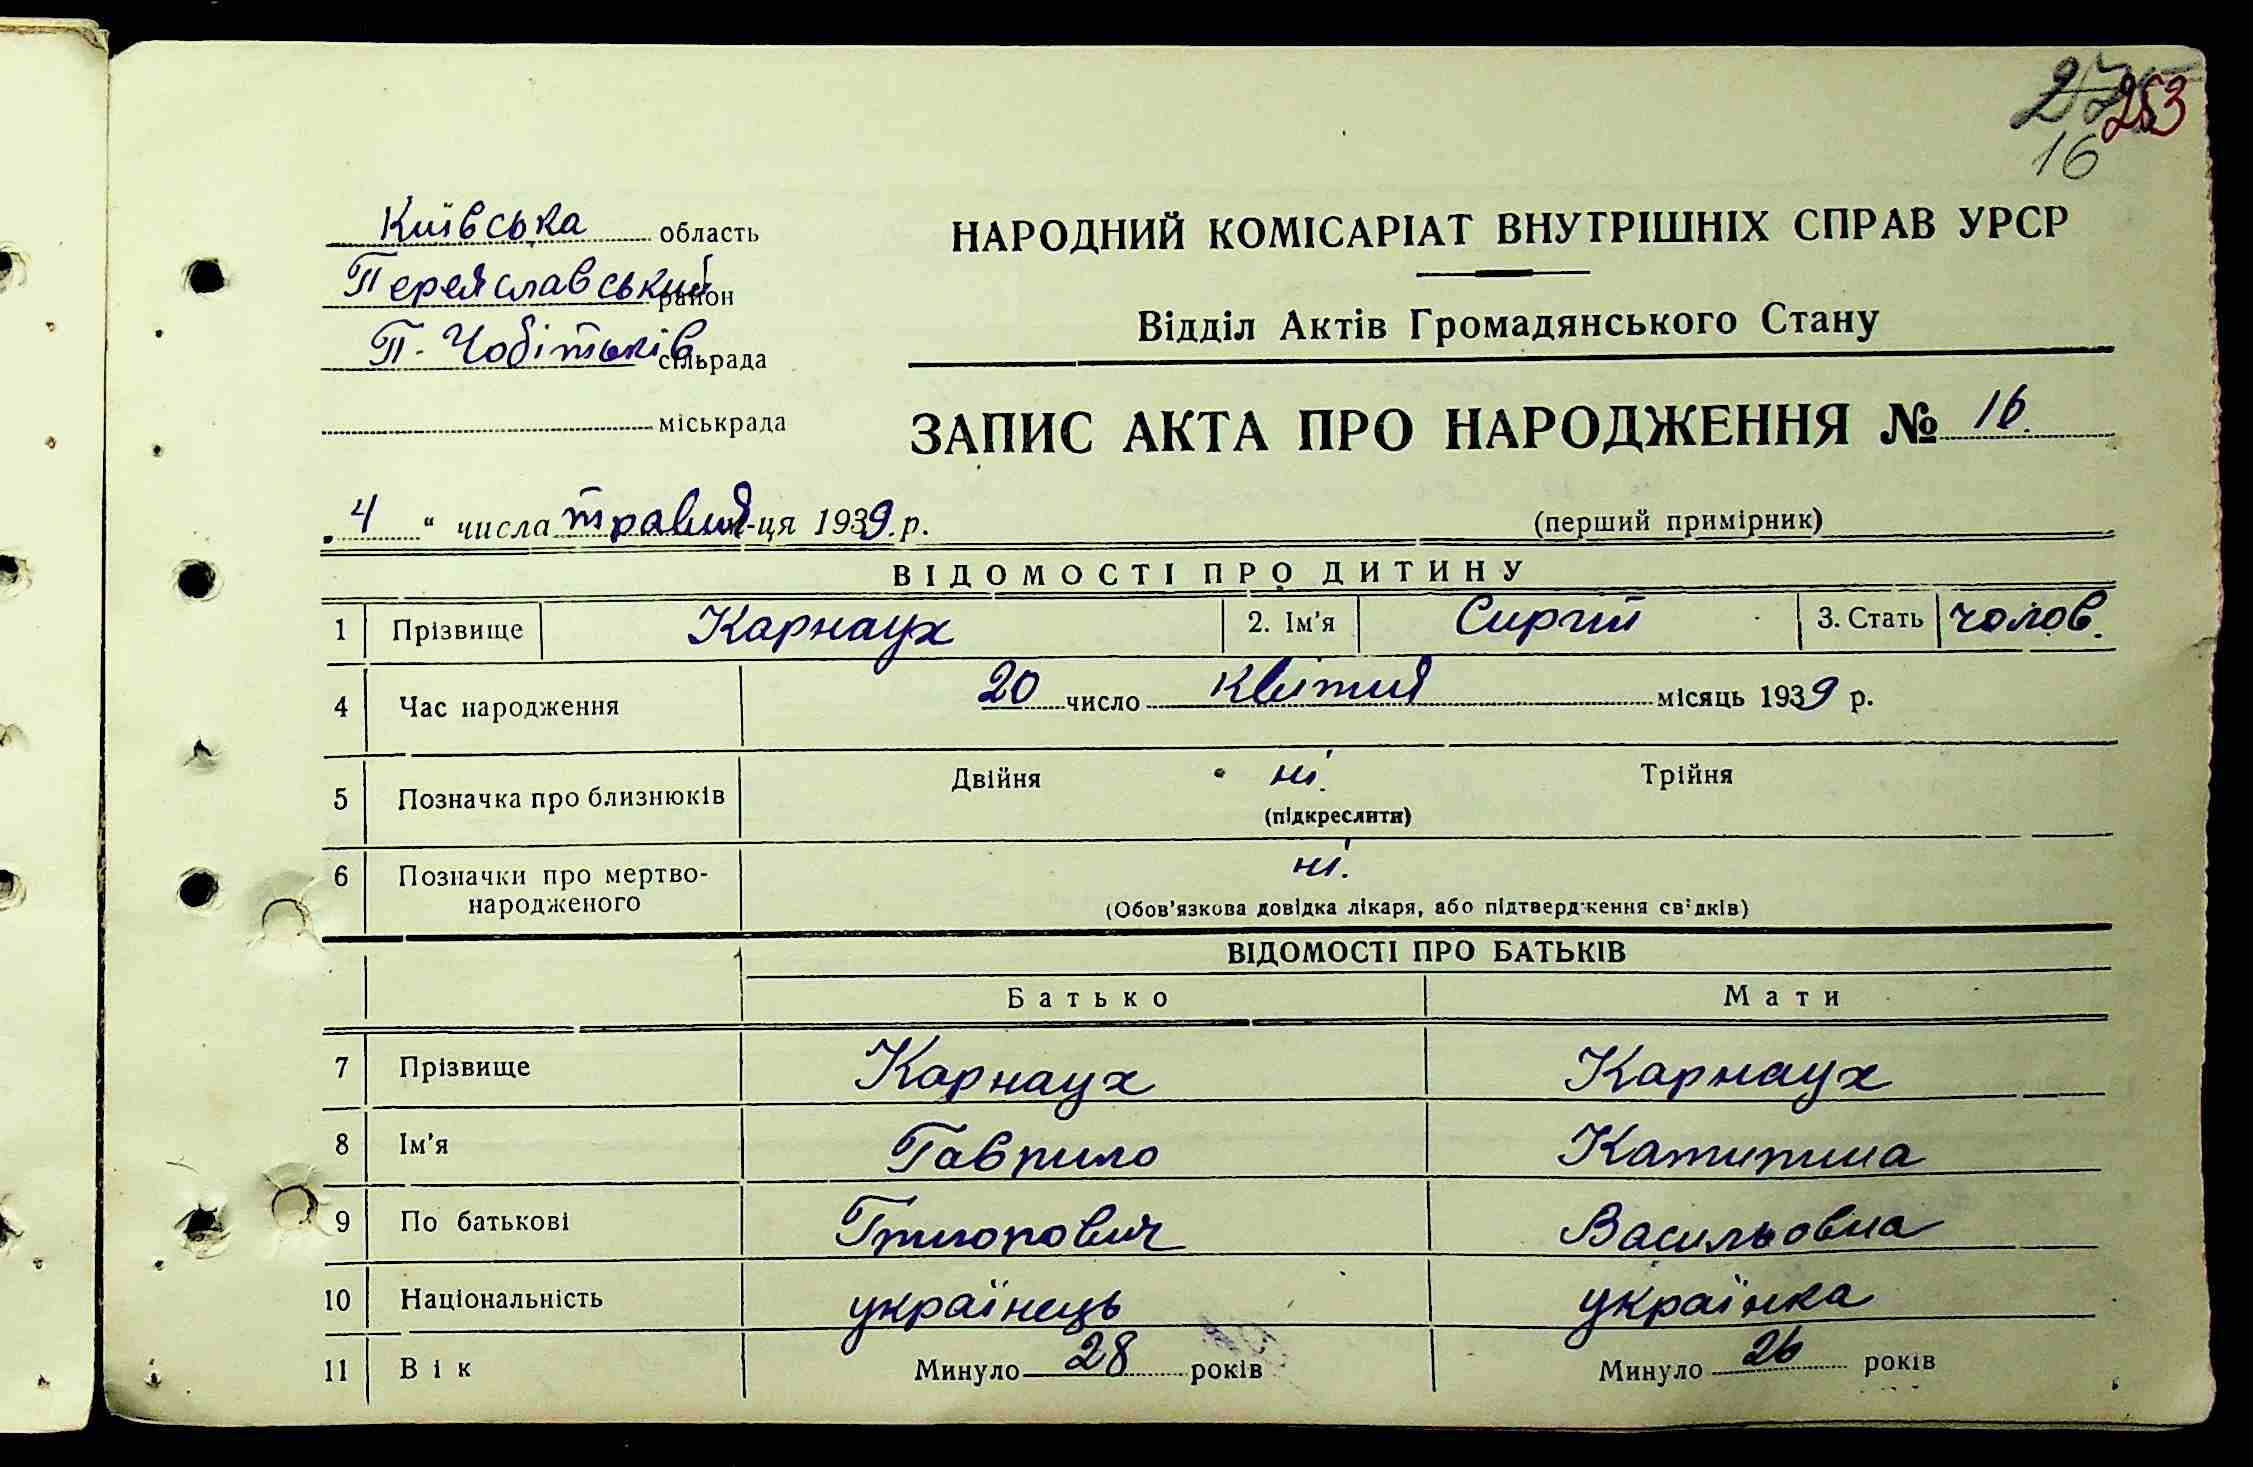 253
16
Київська область
Переяславський район
П. Чобітьків сільрада
міськрада
НАРОДНИЙ КОМІСАРІАТ ВНУТРІШНІХ СПРАВ УРСР
Відділ Актів Громадянського Стану
ЗАПИС АКТА ПРО НАРОДЖЕННЯ № 16.
„4“ числа травня м-ця 1939 р.
(перший примірник)
ВІДОМОСТІ ПРО ДИТИНУ
1 Прізвище Карнаух 2. Ім'я Сиргій 3. Стать чолов.
4 Час народження 20 число квітня місяць 1939 р.
5 Позначка про близнюків Двійня ні. Трійня
(підкреслити)
6 Позначки про мертво-
народженого ні.
(Обов'язкова довідка лікаря, або підтвердження свідків)
ВІДОМОСТІ ПРО БАТЬКІВ
Батько Мати
7 Прізвище Карнаух Карнаух
8 Ім'я Гаврило Катирина
9 По батькові Григорович Васильовна
10 Національність українець українка
11 Вік Минуло 28 років Минуло 26 років